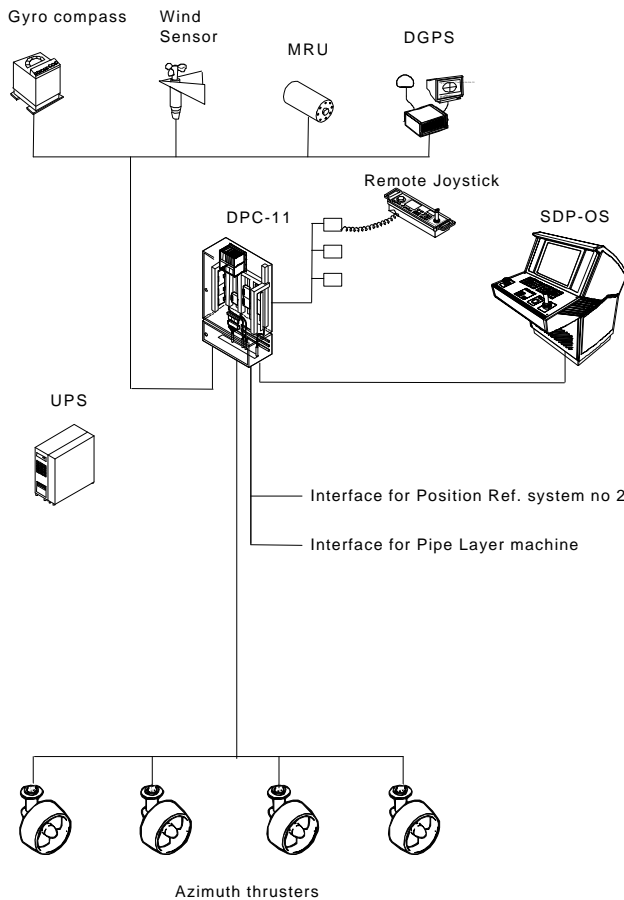 Gyro compass
Wind
Sensor
MRU
DGPS
Remote Joystick
DPC-11
SDP-OS
UPS
Interface for Position Ref. system no 2
Interface for Pipe Layer machine
Azimuth thrusters